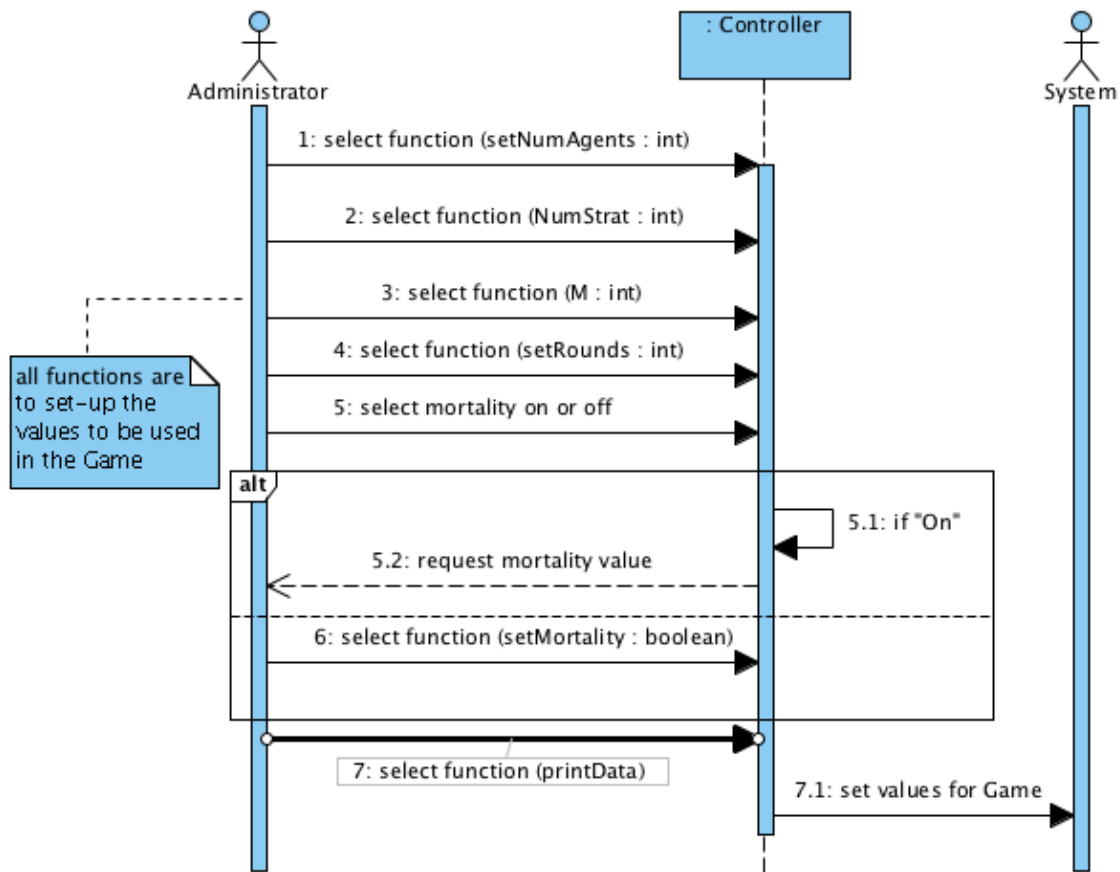 : Controller
Administrator
System
1: select function (setNumAgents : int)
2: select function (NumStrat : int)
3: select function (M : int)
4: select function (setRounds : int)
all functions are
to set-up the
values to be used
in the Game
5: select mortality on or off
alt
5.1: if "On"
5.2: request mortality value
6: select function (setMortality : boolean)
7: select function (printData)
7.1: set values for Game